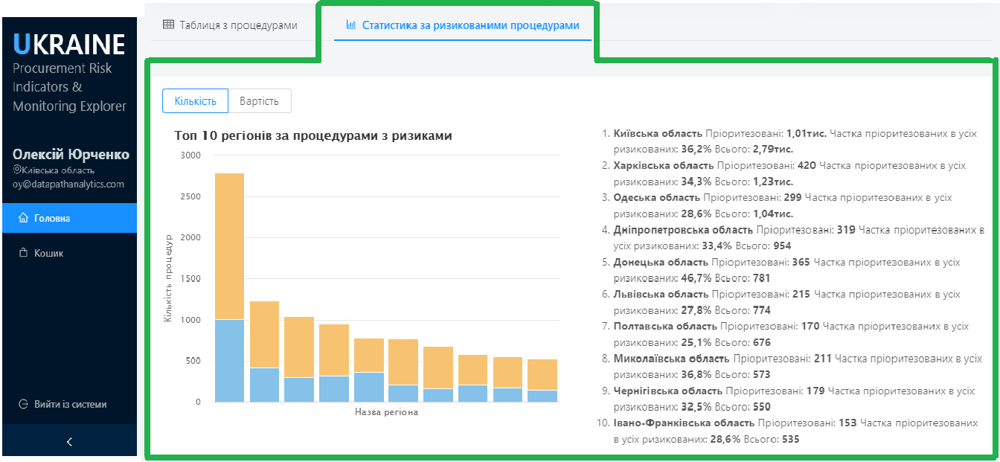 UKRAINE
Procurement Risk
Indicators &
Monitoring Explorer
Олексій Юрченко
Київська область
oy@datapathanalytics.com
Головна
Кошик
Вийти із системи
Таблиця з процедурами
Статистика за ризикованими процедурами
Кількість
Вартість
Топ 10 регіонів за процедурами з ризиками
3000
2500
2000
1500
1000
500
0
Кількість процедур
Назва регіона
1. Київська область Пріоритезовані: 1,01тис. Частка пріоритезованих в усіх
ризикованих: 36,2% Всього: 2,79тис.
2. Харківська область Пріоритезовані: 420 Частка пріоритезованих в усіх
ризикованих: 34,3% Всього: 1,23тис.
3. Одеська область Пріоритезовані: 299 Частка пріоритезованих в усіх
ризикованих: 28,6% Всього: 1,04тис.
4. Дніпропетровська область Пріоритезовані: 319 Частка пріоритезованих в
усіх ризикованих: 33,4% Всього: 954
5. Донецька область Пріоритезовані: 365 Частка пріоритезованих в усіх
ризикованих: 46,7% Всього: 781
6. Львівська область Пріоритезовані: 215 Частка пріоритезованих в усіх
ризикованих: 27,8% Всього: 774
7. Полтавська область Пріоритезовані: 170 Частка пріоритезованих в усіх
ризикованих: 25,1% Всього: 676
8. Миколаївська область Пріоритезовані: 211 Частка пріоритезованих в усіх
ризикованих: 36,8% Всього: 573
9. Чернігівська область Пріоритезовані: 179 Частка пріоритезованих в усіх
ризикованих: 32,5% Всього: 550
10. Івано-Франківська область Пріоритезовані: 153 Частка пріоритезованих
в усіх ризикованих: 28,6% Всього: 535